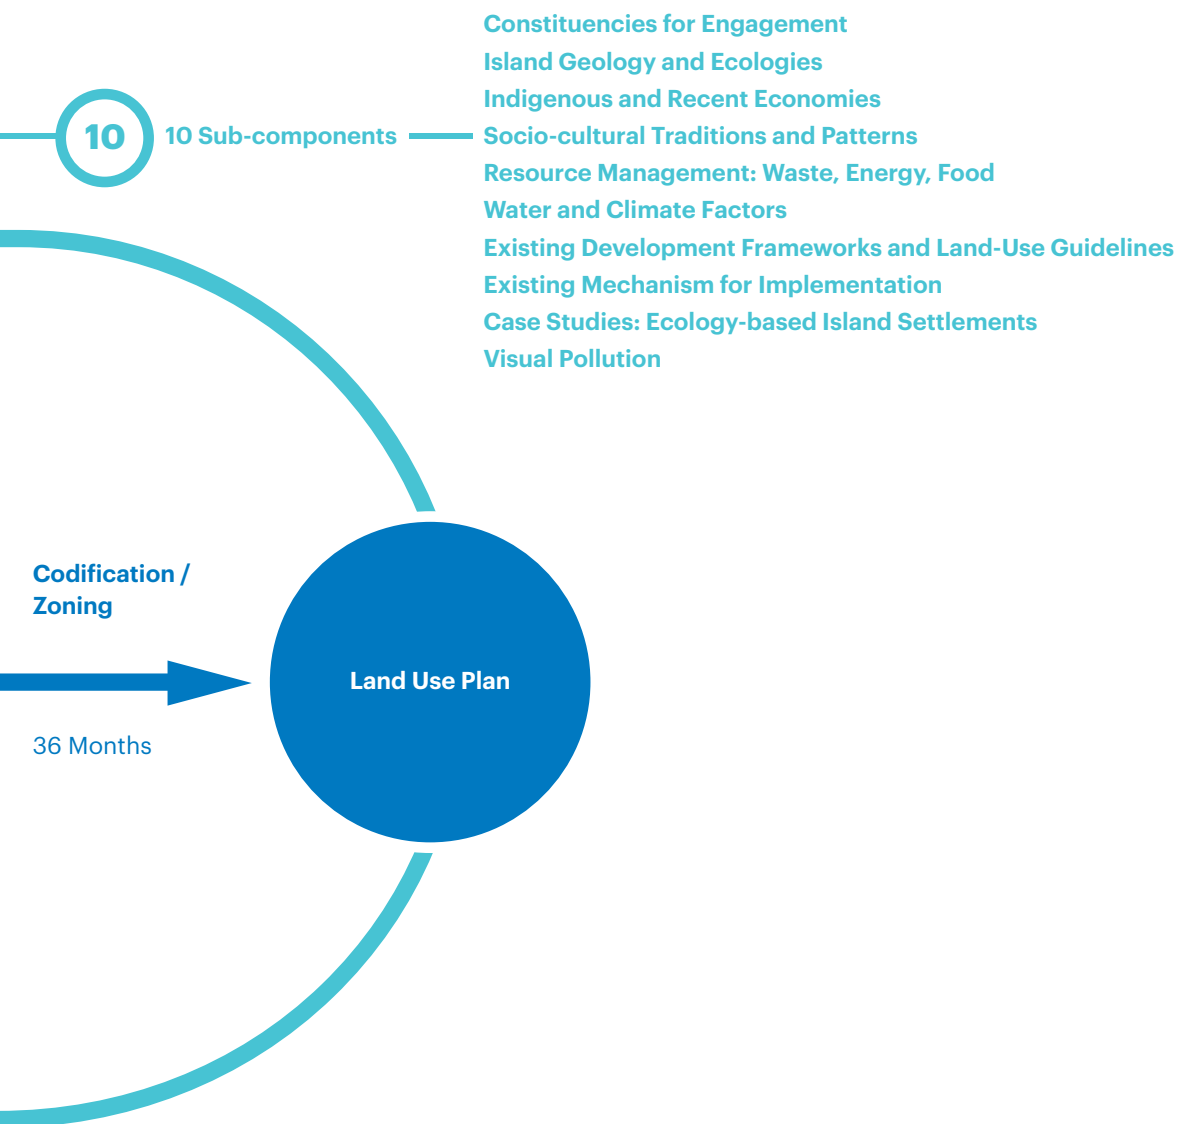 Constituencies for Engagement
Island Geology and Ecologies
Indigenous and Recent Economies
10
10 Sub-components
Socio-cultural Traditions and Patterns
Resource Management: Waste, Energy, Food
Water and Climate Factors
Existing Development Frameworks and Land-Use Guidelines
Existing Mechanism for Implementation
Case Studies: Ecology-based Island Settlements
Visual Pollution
Codification /
Zoning
Land Use Plan
36 Months